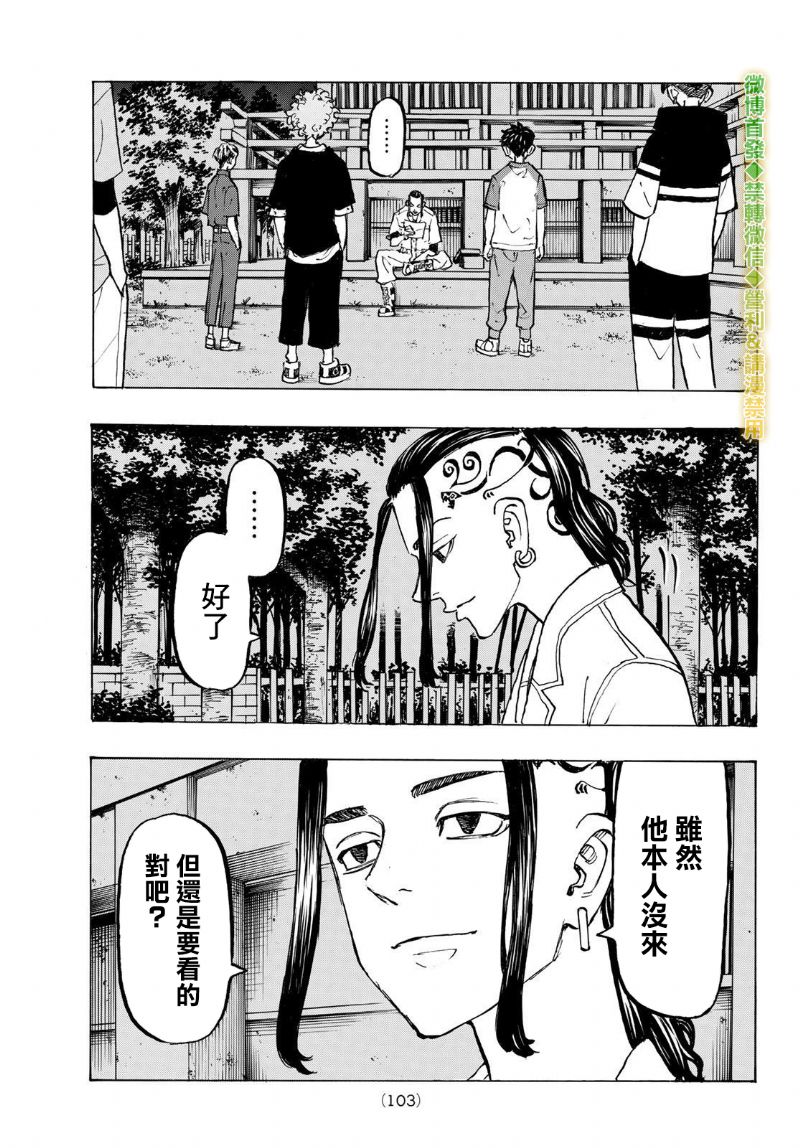 ……
……
好了
雖然
他本人沒來
但還是要看的
對吧？
(103)
微博首發◆禁轉微信◆營利&講漫禁用